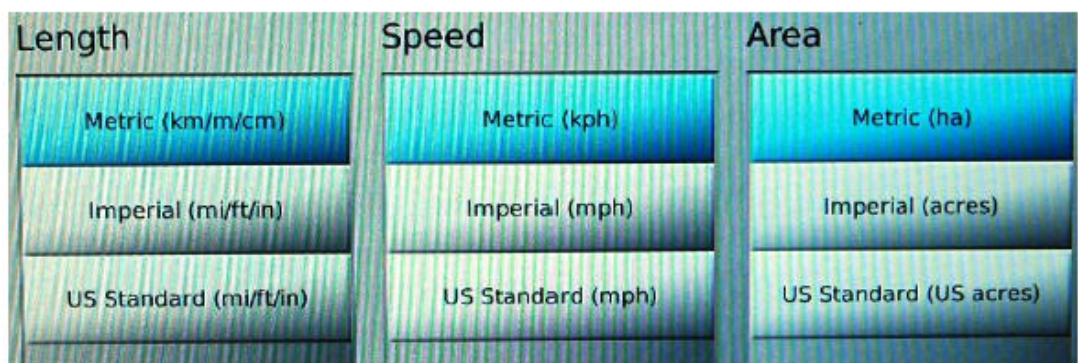 Length
Metric (km/m/cm)
Imperial (mi/ft/in)
US Standard (mi/ft/in)
Speed
Metric (kph)
Imperial (mph)
US Standard (mph)
Area
Metric (ha)
Imperial (acres)
US Standard (US acres)